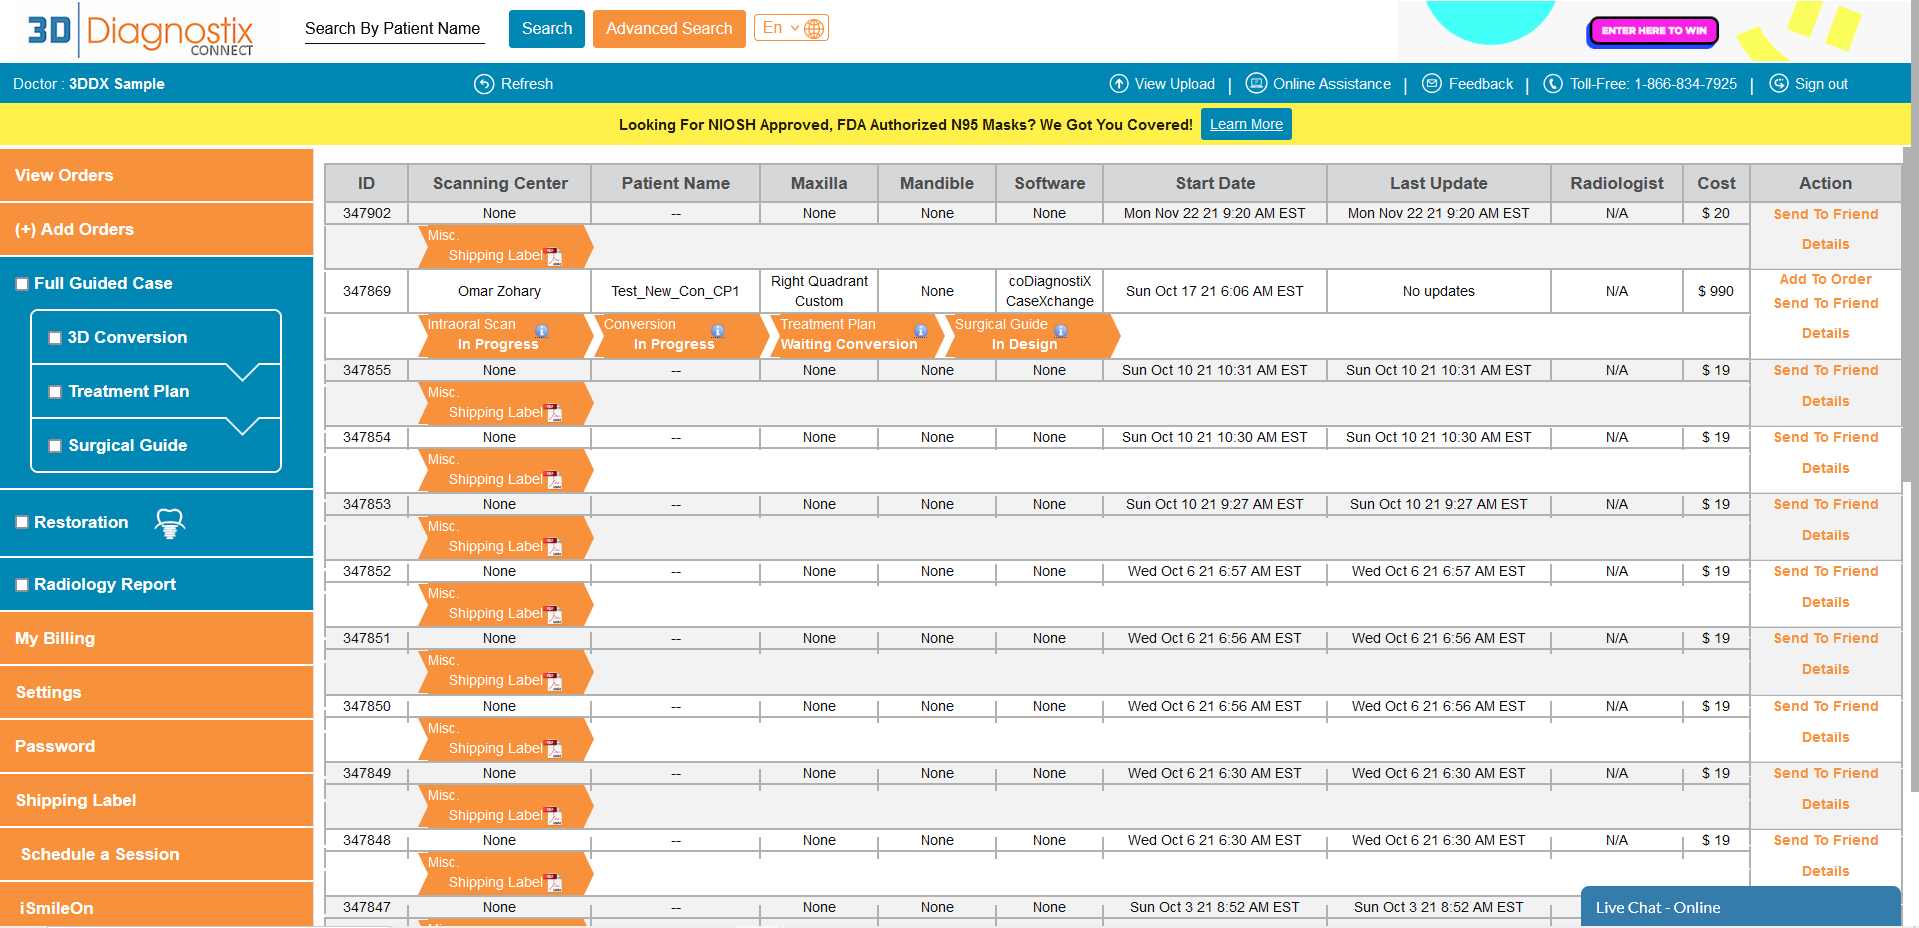 3D Diagnostix CONNECT
Search By Patient Name Search Advanced Search En
ENTER HERE TO WIN
Doctor : 3DDX Sample Refresh View Upload | Online Assistance | Feedback | Toll-Free: 1-866-834-7925 | Sign out
Looking For NIOSH Approved, FDA Authorized N95 Masks? We Got You Covered! Learn More
View Orders
(+) Add Orders
Full Guided Case
3D Conversion
Treatment Plan
Surgical Guide
Restoration
Radiology Report
My Billing
Settings
Password
Shipping Label
Schedule a Session
iSmileOn
ID Scanning Center Patient Name Maxilla Mandible Software Start Date Last Update Radiologist Cost Action
347902 None -- None None None Mon Nov 22 21 9:20 AM EST Mon Nov 22 21 9:20 AM EST N/A $ 20 Send To Friend
Misc.
Shipping Label Details
347869 Omar Zohary Test_New_Con_CP1 Right Quadrant Custom None coDiagnostiX CaseXchange Sun Oct 17 21 6:06 AM EST No updates N/A $ 990 Add To Order
Send To Friend
Intraoral Scan Conversion Treatment Plan Surgical Guide Details
In Progress In Progress Waiting Conversion In Design
347855 None -- None None None Sun Oct 10 21 10:31 AM EST Sun Oct 10 21 10:31 AM EST N/A $ 19 Send To Friend
Misc.
Shipping Label Details
347854 None -- None None None Sun Oct 10 21 10:30 AM EST Sun Oct 10 21 10:30 AM EST N/A $ 19 Send To Friend
Misc.
Shipping Label Details
347853 None -- None None None Sun Oct 10 21 9:27 AM EST Sun Oct 10 21 9:27 AM EST N/A $ 19 Send To Friend
Misc.
Shipping Label Details
347852 None -- None None None Wed Oct 6 21 6:57 AM EST Wed Oct 6 21 6:57 AM EST N/A $ 19 Send To Friend
Misc.
Shipping Label Details
347851 None -- None None None Wed Oct 6 21 6:56 AM EST Wed Oct 6 21 6:56 AM EST N/A $ 19 Send To Friend
Misc.
Shipping Label Details
347850 None -- None None None Wed Oct 6 21 6:56 AM EST Wed Oct 6 21 6:56 AM EST N/A $ 19 Send To Friend
Misc.
Shipping Label Details
347849 None -- None None None Wed Oct 6 21 6:30 AM EST Wed Oct 6 21 6:30 AM EST N/A $ 19 Send To Friend
Misc.
Shipping Label Details
347848 None -- None None None Wed Oct 6 21 6:30 AM EST Wed Oct 6 21 6:30 AM EST N/A $ 19 Send To Friend
Misc.
Shipping Label Details
347847 None -- None None None Sun Oct 3 21 8:52 AM EST Sun Oct 3 21 8:52 AM EST
Live Chat - Online